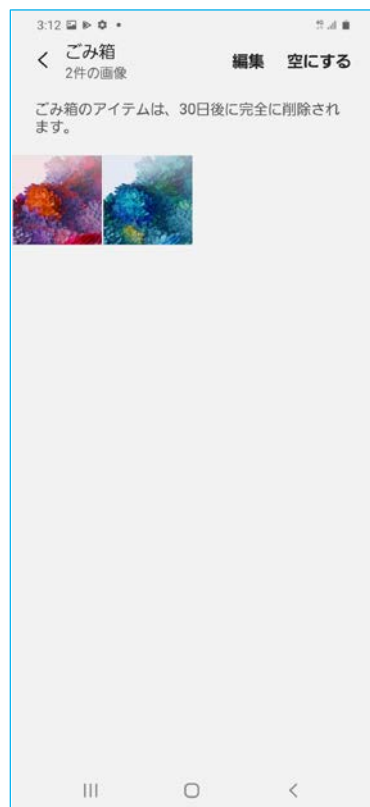 3:12
ごみ箱
2件の画像
編集 空にする
ごみ箱のアイテムは、30日後に完全に削除され
ます。